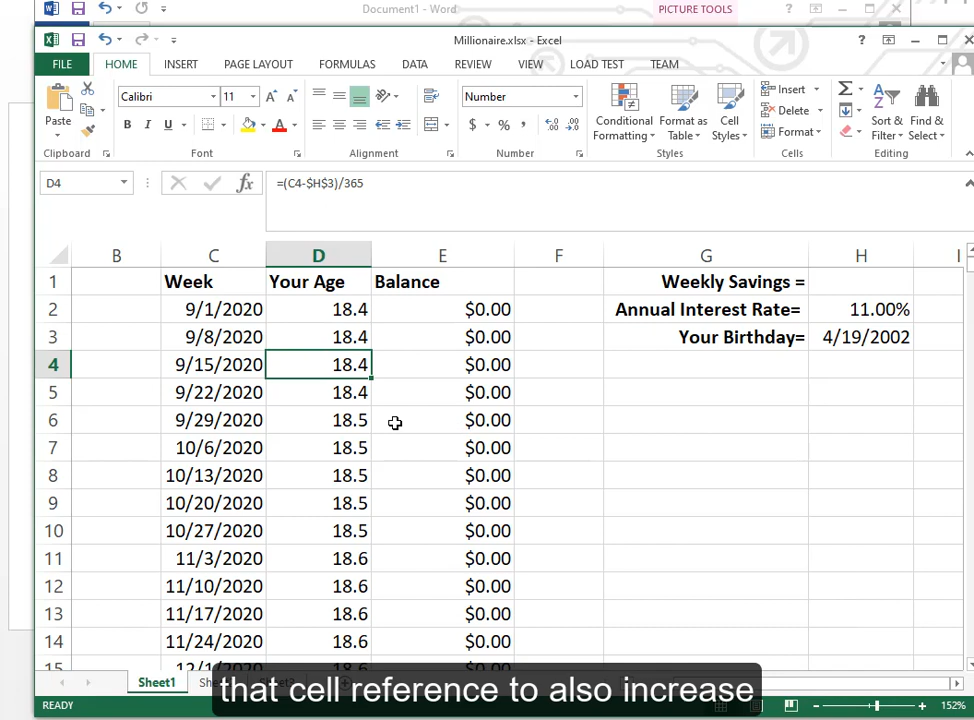 Document1 - Word
PICTURE TOOLS
Millionaire.xlsx - Excel
FILE HOME INSERT PAGE LAYOUT FORMULAS DATA REVIEW VIEW LOAD TEST TEAM
Paste
Calibri 11
B I U
Number
$ % ,
Conditional Formatting
Format as Table
Cell Styles
Insert
Delete
Format
Sort & Filter
Find & Select
Clipboard Font Alignment Number Styles Cells Editing
D4 fx =(C4-$H$3)/365
B C D E F G H I
1 Week Your Age Balance Weekly Savings =
2 9/1/2020 18.4 $0.00 Annual Interest Rate= 11.00%
3 9/8/2020 18.4 $0.00 Your Birthday= 4/19/2002
4 9/15/2020 18.4 $0.00
5 9/22/2020 18.4 $0.00
6 9/29/2020 18.5 $0.00
7 10/6/2020 18.5 $0.00
8 10/13/2020 18.5 $0.00
9 10/20/2020 18.5 $0.00
10 10/27/2020 18.5 $0.00
11 11/3/2020 18.6 $0.00
12 11/10/2020 18.6 $0.00
13 11/17/2020 18.6 $0.00
14 11/24/2020 18.6 $0.00
15 12/1/2020 18.6 $0.00
Sheet1
that cell reference to also increase
READY 152%